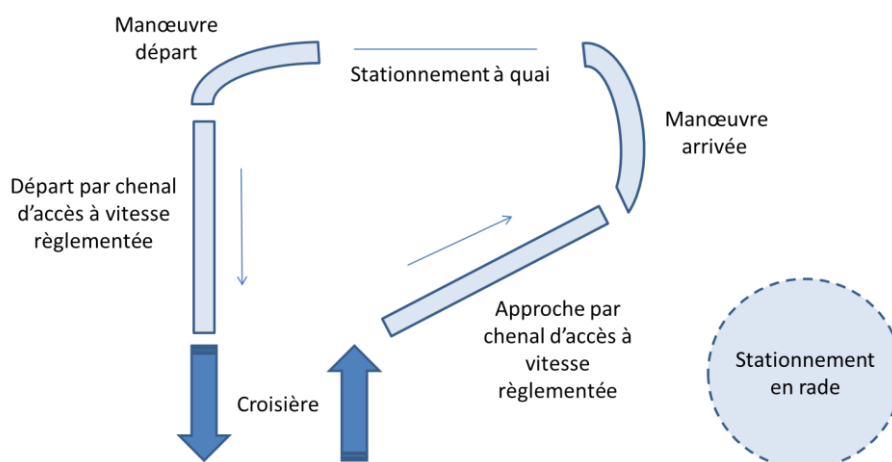 Manœuvre
départ
Stationnement à quai
Manœuvre
arrivée
Départ par chenal
d’accès à vitesse
règlementée
Approche par
chenal d’accès à
vitesse
règlementée
Croisière
Stationnement
en rade